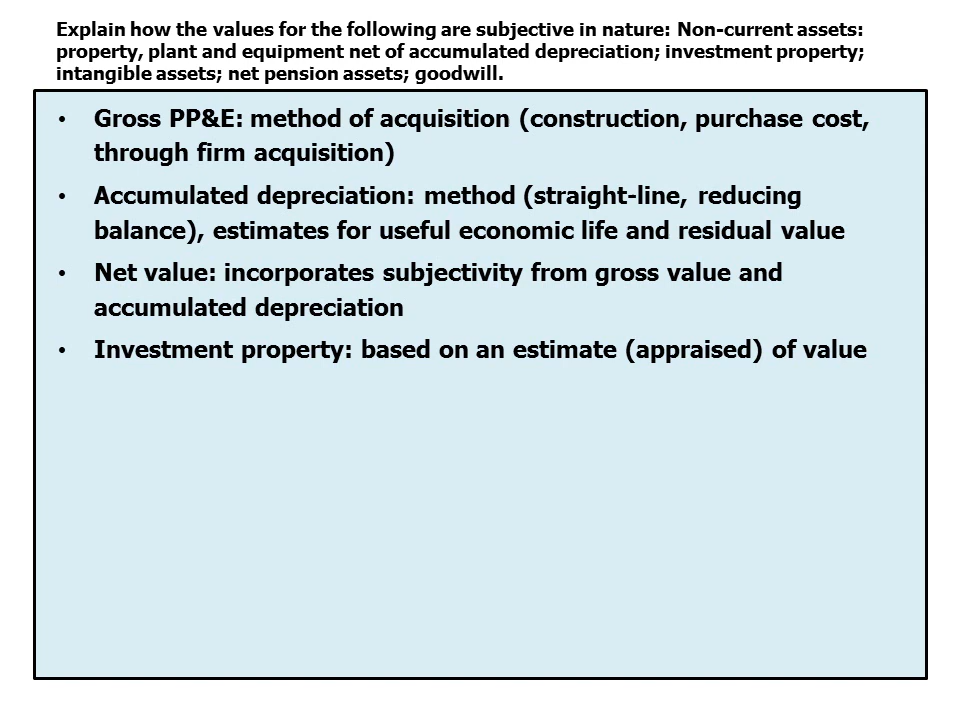 Explain how the values for the following are subjective in nature: Non-current assets:
property, plant and equipment net of accumulated depreciation; investment property;
intangible assets; net pension assets; goodwill.
• Gross PP&E: method of acquisition (construction, purchase cost,
through firm acquisition)
• Accumulated depreciation: method (straight-line, reducing
balance), estimates for useful economic life and residual value
• Net value: incorporates subjectivity from gross value and
accumulated depreciation
• Investment property: based on an estimate (appraised) of value